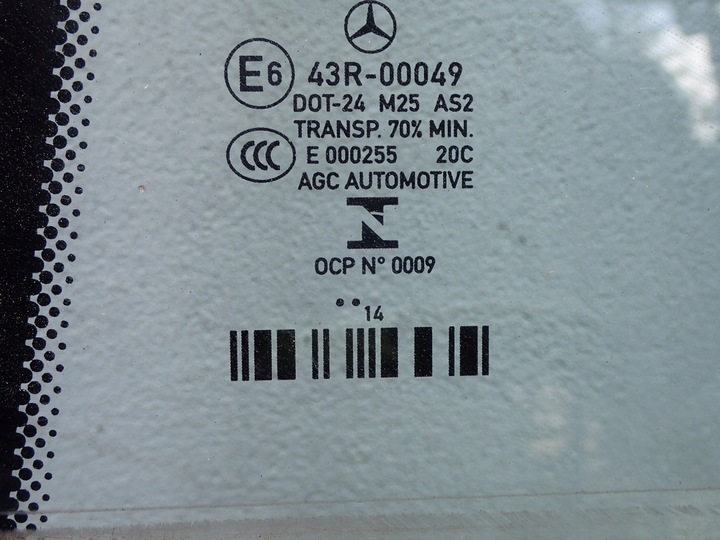 E6 43R-00049
DOT-24 M25 AS2
TRANSP. 70% MIN.
CCC E 000255 20C
AGC AUTOMOTIVE
N
OCP N° 0009
.. 14